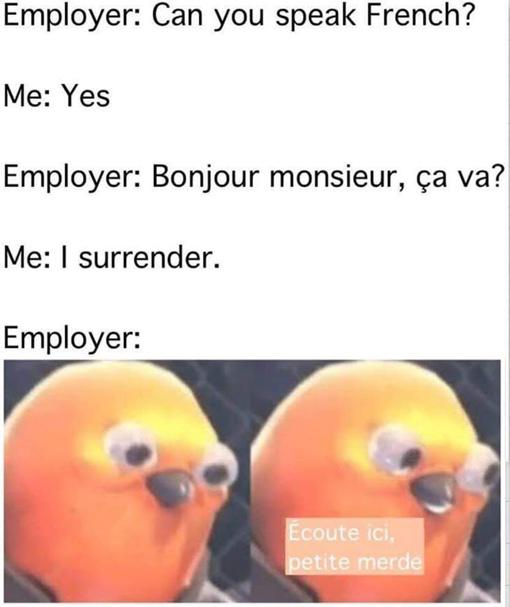 Employer: Can you speak French?
Me: Yes
Employer: Bonjour monsieur, ça va?
Me: I surrender.
Employer:
Écoute ici,
petite merde